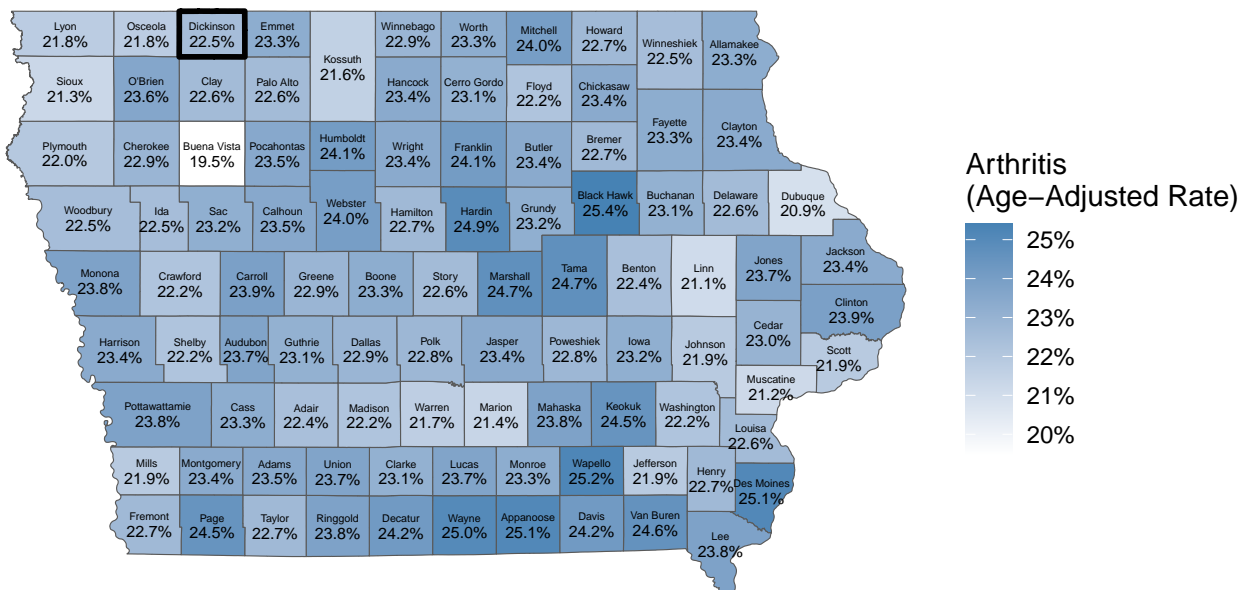 Lyon
21.8%
Osceola
21.8%
Dickinson
22.5%
Emmet
23.3%
Kossuth
21.6%
Winnebago
22.9%
Worth
23.3%
Mitchell
24.0%
Howard
22.7%
Winneshiek
22.5%
Allamakee
23.3%
Sioux
21.3%
O'Brien
23.6%
Clay
22.6%
Palo Alto
22.6%
Hancock
23.4%
Cerro Gordo
23.1%
Floyd
22.2%
Chickasaw
23.4%
Fayette
23.3%
Clayton
23.4%
Plymouth
22.0%
Cherokee
22.9%
Buena Vista
19.5%
Pocahontas
23.5%
Humboldt
24.1%
Wright
23.4%
Franklin
24.1%
Butler
23.4%
Bremer
22.7%
Woodbury
22.5%
Ida
22.5%
Sac
23.2%
Calhoun
23.5%
Webster
24.0%
Hamilton
22.7%
Hardin
24.9%
Grundy
23.2%
Black Hawk
25.4%
Buchanan
23.1%
Delaware
22.6%
Dubuque
20.9%
Monona
23.8%
Crawford
22.2%
Carroll
23.9%
Greene
22.9%
Boone
23.3%
Story
22.6%
Marshall
24.7%
Tama
24.7%
Benton
22.4%
Linn
21.1%
Jones
23.7%
Jackson
23.4%
Clinton
23.9%
Harrison
23.4%
Shelby
22.2%
Audubon
23.7%
Guthrie
23.1%
Dallas
22.9%
Polk
22.8%
Jasper
23.4%
Poweshiek
22.8%
Iowa
23.2%
Johnson
21.9%
Cedar
23.0%
Scott
21.9%
Muscatine
21.2%
Pottawattamie
23.8%
Cass
23.3%
Adair
22.4%
Madison
22.2%
Warren
21.7%
Marion
21.4%
Mahaska
23.8%
Keokuk
24.5%
Washington
22.2%
Louisa
22.6%
Mills
21.9%
Montgomery
23.4%
Adams
23.5%
Union
23.7%
Clarke
23.1%
Lucas
23.7%
Monroe
23.3%
Wapello
25.2%
Jefferson
21.9%
Henry
22.7%
Des Moines
25.1%
Fremont
22.7%
Page
24.5%
Taylor
22.7%
Ringgold
23.8%
Decatur
24.2%
Wayne
25.0%
Appanoose
25.1%
Davis
24.2%
Van Buren
24.6%
Lee
23.8%
Arthritis
(Age−Adjusted Rate)
25%
24%
23%
22%
21%
20%